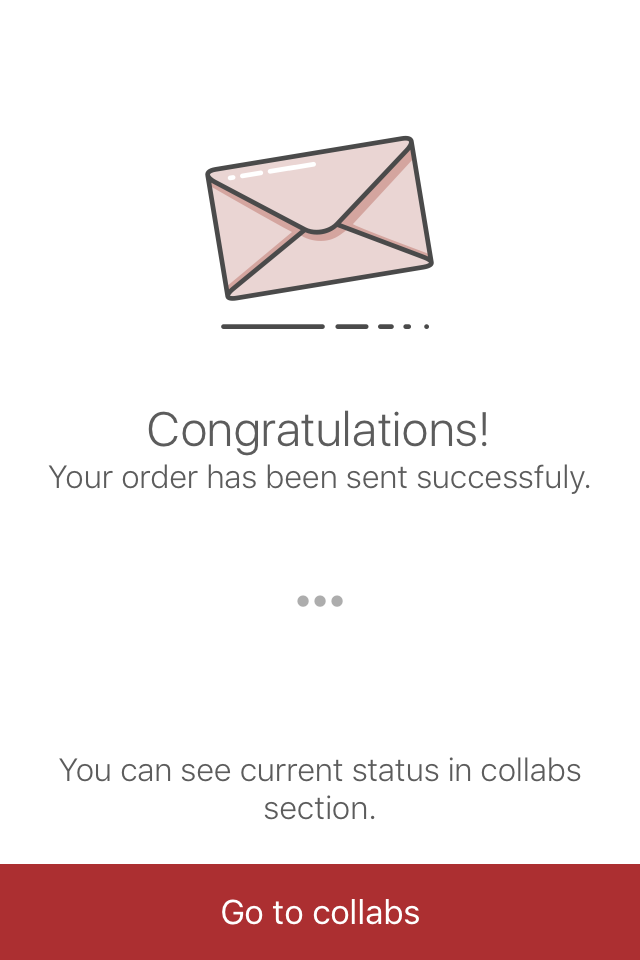 Congratulations!
Your order has been sent successfuly.
You can see current status in collabs
section.
Go to collabs